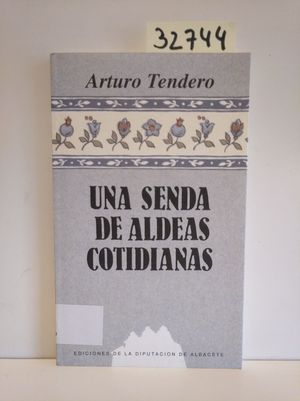 32744
Arturo Tendero
UNA SENDA
DE ALDEAS
COTIDIANAS
EDICIONES DE LA DIPUTACION DE ALBACETE